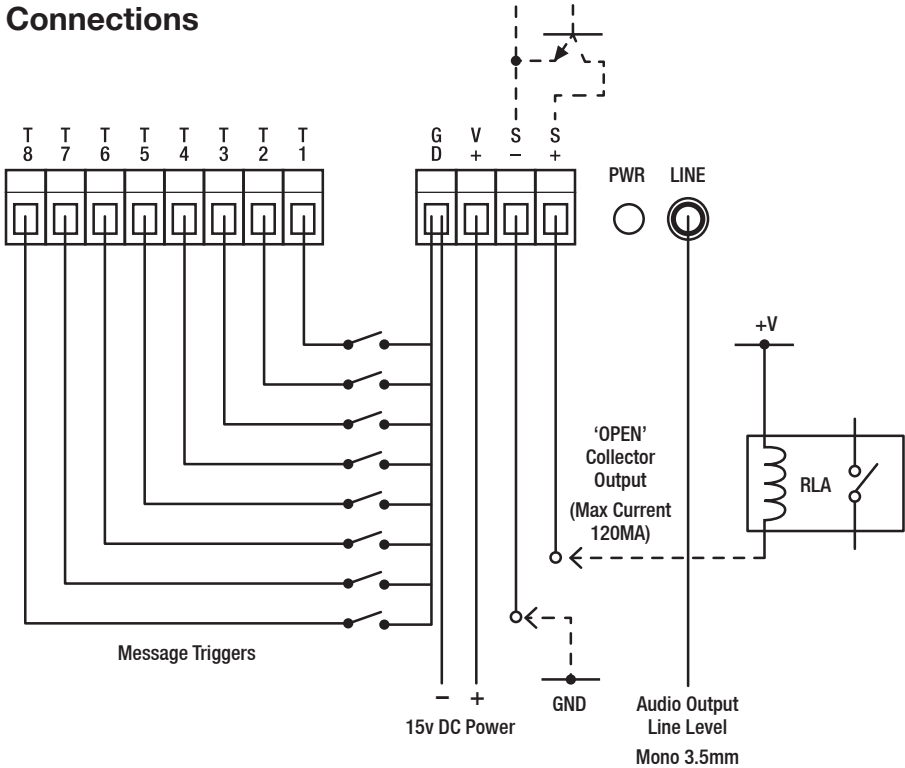 Connections
T T T T T T T T
8 7 6 5 4 3 2 1
G V S S
D + − +
PWR LINE
+V
‘OPEN’
Collector
Output
(Max Current
120MA)
RLA
Message Triggers
− +
15v DC Power
GND
Audio Output
Line Level
Mono 3.5mm